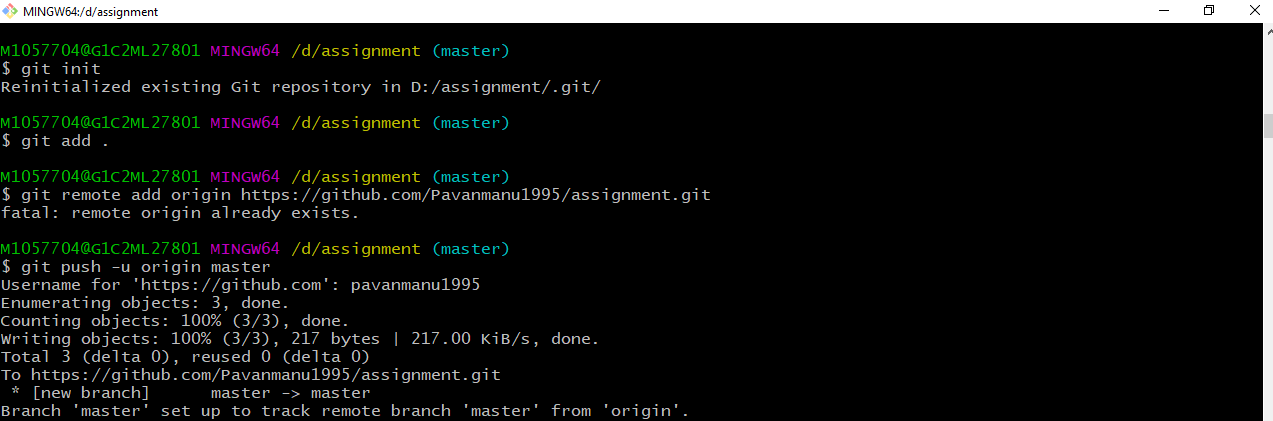 MINGW64:/d/assignment
M1057704@G1C2ML27801 MINGW64 /d/assignment (master)
$ git init
Reinitialized existing Git repository in D:/assignment/.git/
M1057704@G1C2ML27801 MINGW64 /d/assignment (master)
$ git add .
M1057704@G1C2ML27801 MINGW64 /d/assignment (master)
$ git remote add origin https://github.com/Pavanmanu1995/assignment.git
fatal: remote origin already exists.
M1057704@G1C2ML27801 MINGW64 /d/assignment (master)
$ git push -u origin master
Username for 'https://github.com': pavanmanu1995
Enumerating objects: 3, done.
Counting objects: 100% (3/3), done.
Writing objects: 100% (3/3), 217 bytes | 217.00 KiB/s, done.
Total 3 (delta 0), reused 0 (delta 0)
To https://github.com/Pavanmanu1995/assignment.git
 * [new branch]      master -> master
Branch 'master' set up to track remote branch 'master' from 'origin'.